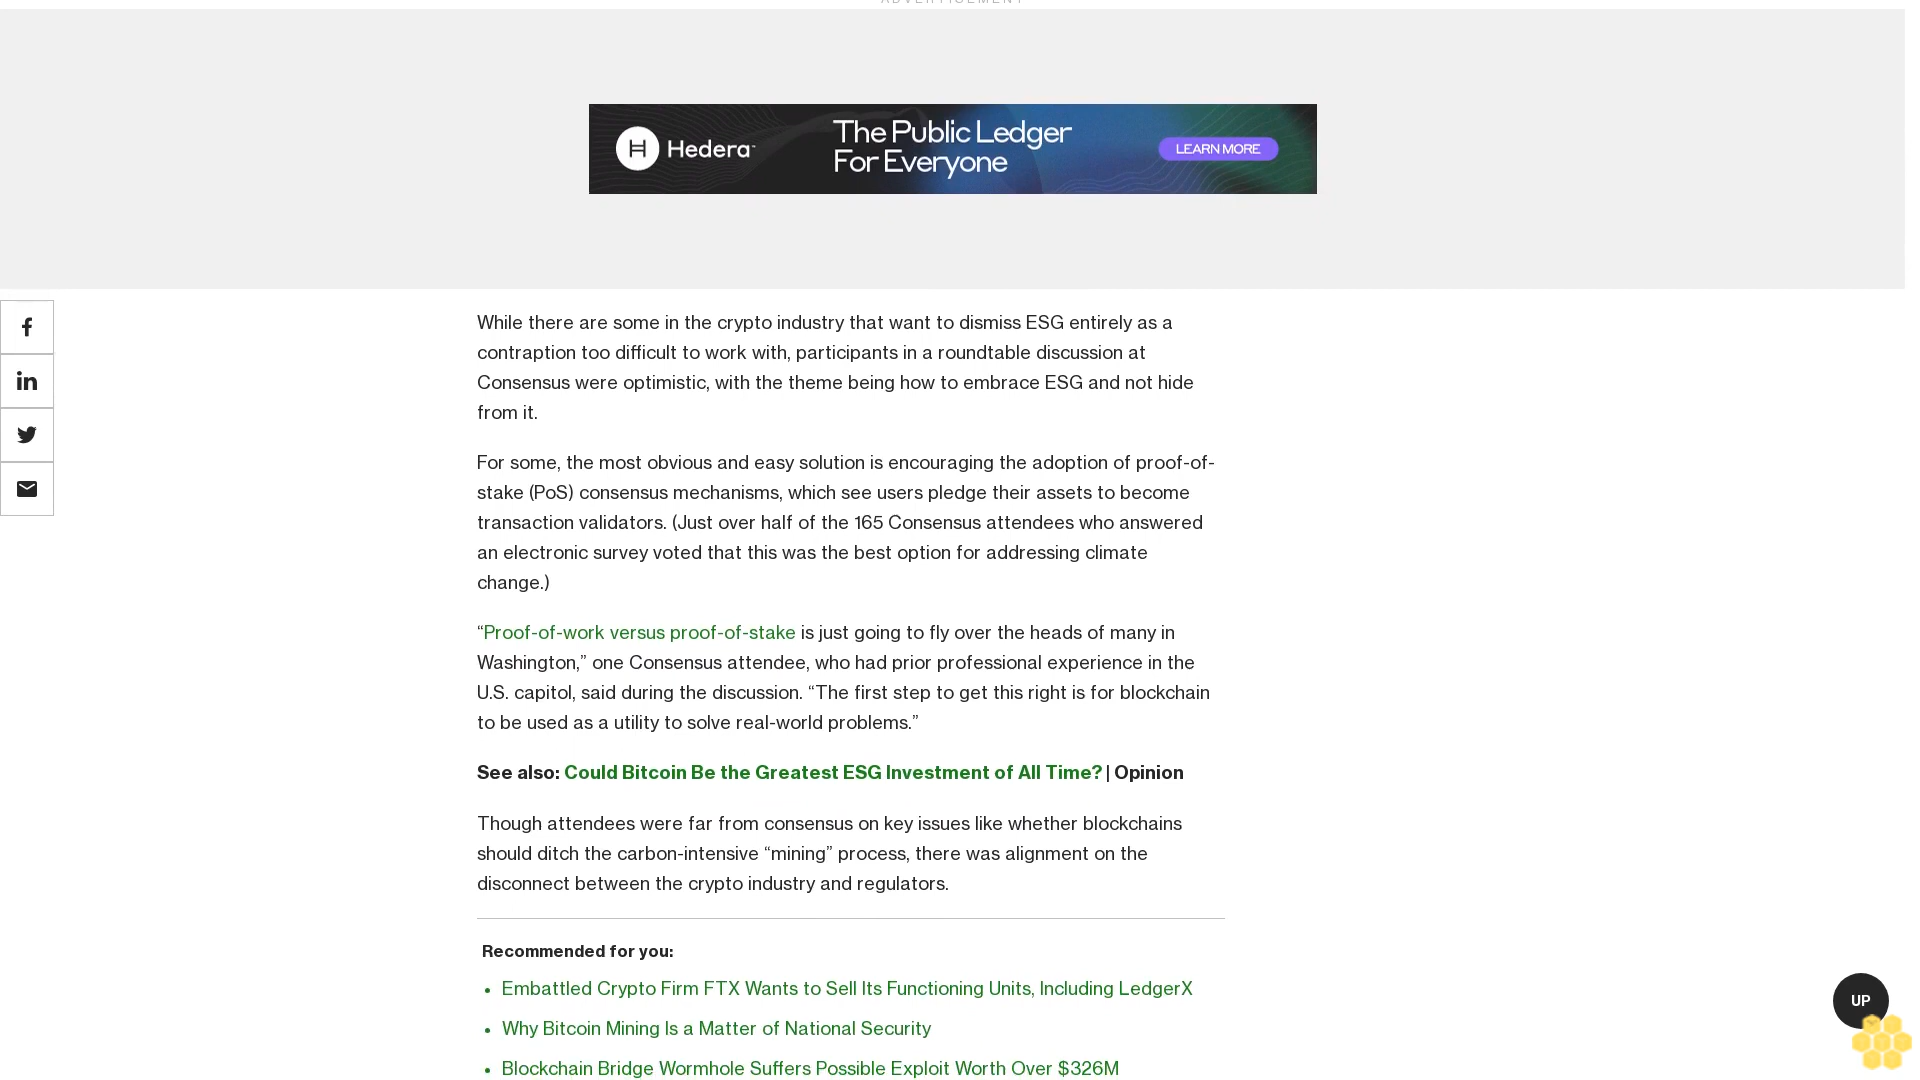 ADVERTISEMENT
H Hedera
The Public Ledger
For Everyone
LEARN MORE
While there are some in the crypto industry that want to dismiss ESG entirely as a
contraption too difficult to work with, participants in a roundtable discussion at
Consensus were optimistic, with the theme being how to embrace ESG and not hide
from it.
For some, the most obvious and easy solution is encouraging the adoption of proof-of-
stake (PoS) consensus mechanisms, which see users pledge their assets to become
transaction validators. (Just over half of the 165 Consensus attendees who answered
an electronic survey voted that this was the best option for addressing climate
change.)
“Proof-of-work versus proof-of-stake is just going to fly over the heads of many in
Washington,” one Consensus attendee, who had prior professional experience in the
U.S. capitol, said during the discussion. “The first step to get this right is for blockchain
to be used as a utility to solve real-world problems.”
See also: Could Bitcoin Be the Greatest ESG Investment of All Time? | Opinion
Though attendees were far from consensus on key issues like whether blockchains
should ditch the carbon-intensive “mining” process, there was alignment on the
disconnect between the crypto industry and regulators.
Recommended for you:
• Embattled Crypto Firm FTX Wants to Sell Its Functioning Units, Including LedgerX
• Why Bitcoin Mining Is a Matter of National Security
• Blockchain Bridge Wormhole Suffers Possible Exploit Worth Over $326M
UP